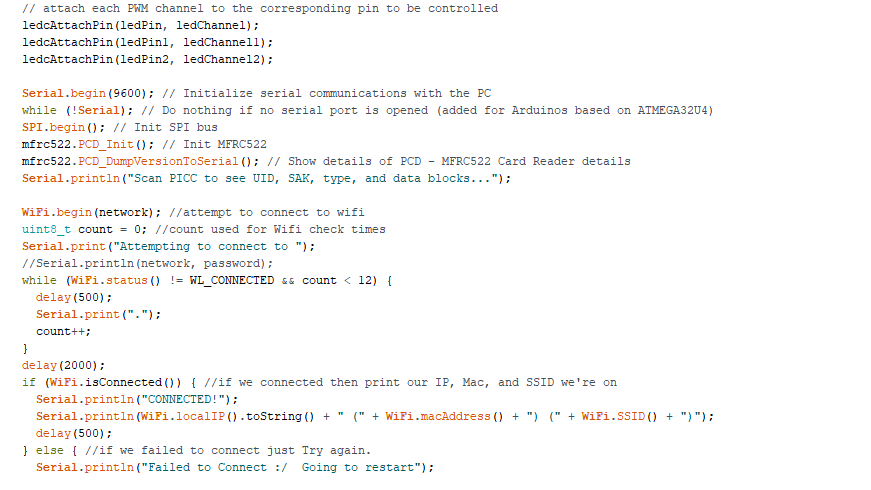 // attach each PWM channel to the corresponding pin to be controlled
ledcAttachPin(ledPin, ledChannel);
ledcAttachPin(ledPin1, ledChannel1);
ledcAttachPin(ledPin2, ledChannel2);
Serial.begin(9600); // Initialize serial communications with the PC
while (!Serial); // Do nothing if no serial port is opened (added for Arduinos based on ATMEGA32U4)
SPI.begin(); // Init SPI bus
mfrc522.PCD_Init(); // Init MFRC522
mfrc522.PCD_DumpVersionToSerial(); // Show details of PCD - MFRC522 Card Reader details
Serial.println("Scan PICC to see UID, SAK, type, and data blocks...");
WiFi.begin(network); //attempt to connect to wifi
uint8_t count = 0; //count used for Wifi check times
Serial.print("Attempting to connect to ");
//Serial.println(network, password);
while (WiFi.status() != WL_CONNECTED && count < 12) {
delay(500);
Serial.print(".");
count++;
}
delay(2000);
if (WiFi.isConnected()) { //if we connected then print our IP, Mac, and SSID we're on
Serial.println("CONNECTED!");
Serial.println(WiFi.localIP().toString() + " (" + WiFi.macAddress() + ") (" + WiFi.SSID() + ")");
delay(500);
} else { //if we failed to connect just Try again.
Serial.println("Failed to Connect :/  Going to restart");